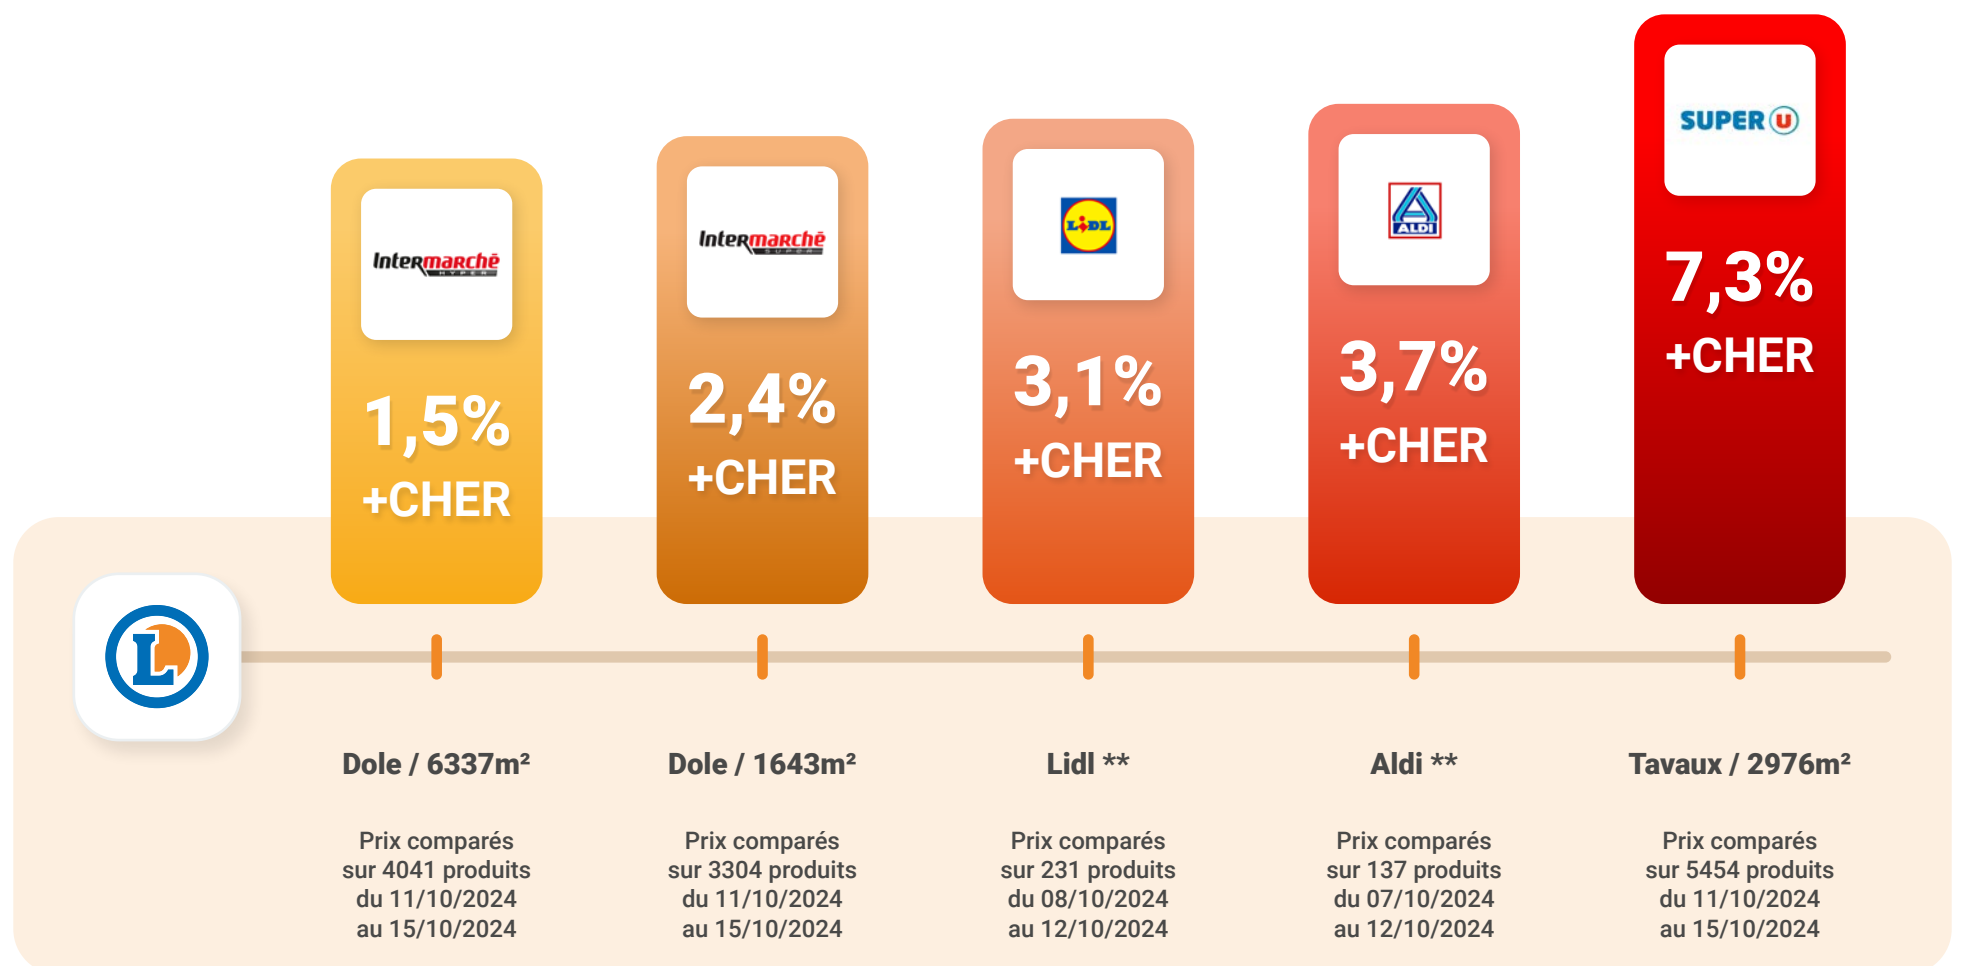 Intermarchē
HYPER
1,5%
+CHER
Intermarchē
SUPER
2,4%
+CHER
LiDL
3,1%
+CHER
ALDI
3,7%
+CHER
SUPER U
7,3%
+CHER
L
Dole / 6337m²
Prix comparés
sur 4041 produits
du 11/10/2024
au 15/10/2024
Dole / 1643m²
Prix comparés
sur 3304 produits
du 11/10/2024
au 15/10/2024
Lidl **
Prix comparés
sur 231 produits
du 08/10/2024
au 12/10/2024
Aldi **
Prix comparés
sur 137 produits
du 07/10/2024
au 12/10/2024
Tavaux / 2976m²
Prix comparés
sur 5454 produits
du 11/10/2024
au 15/10/2024